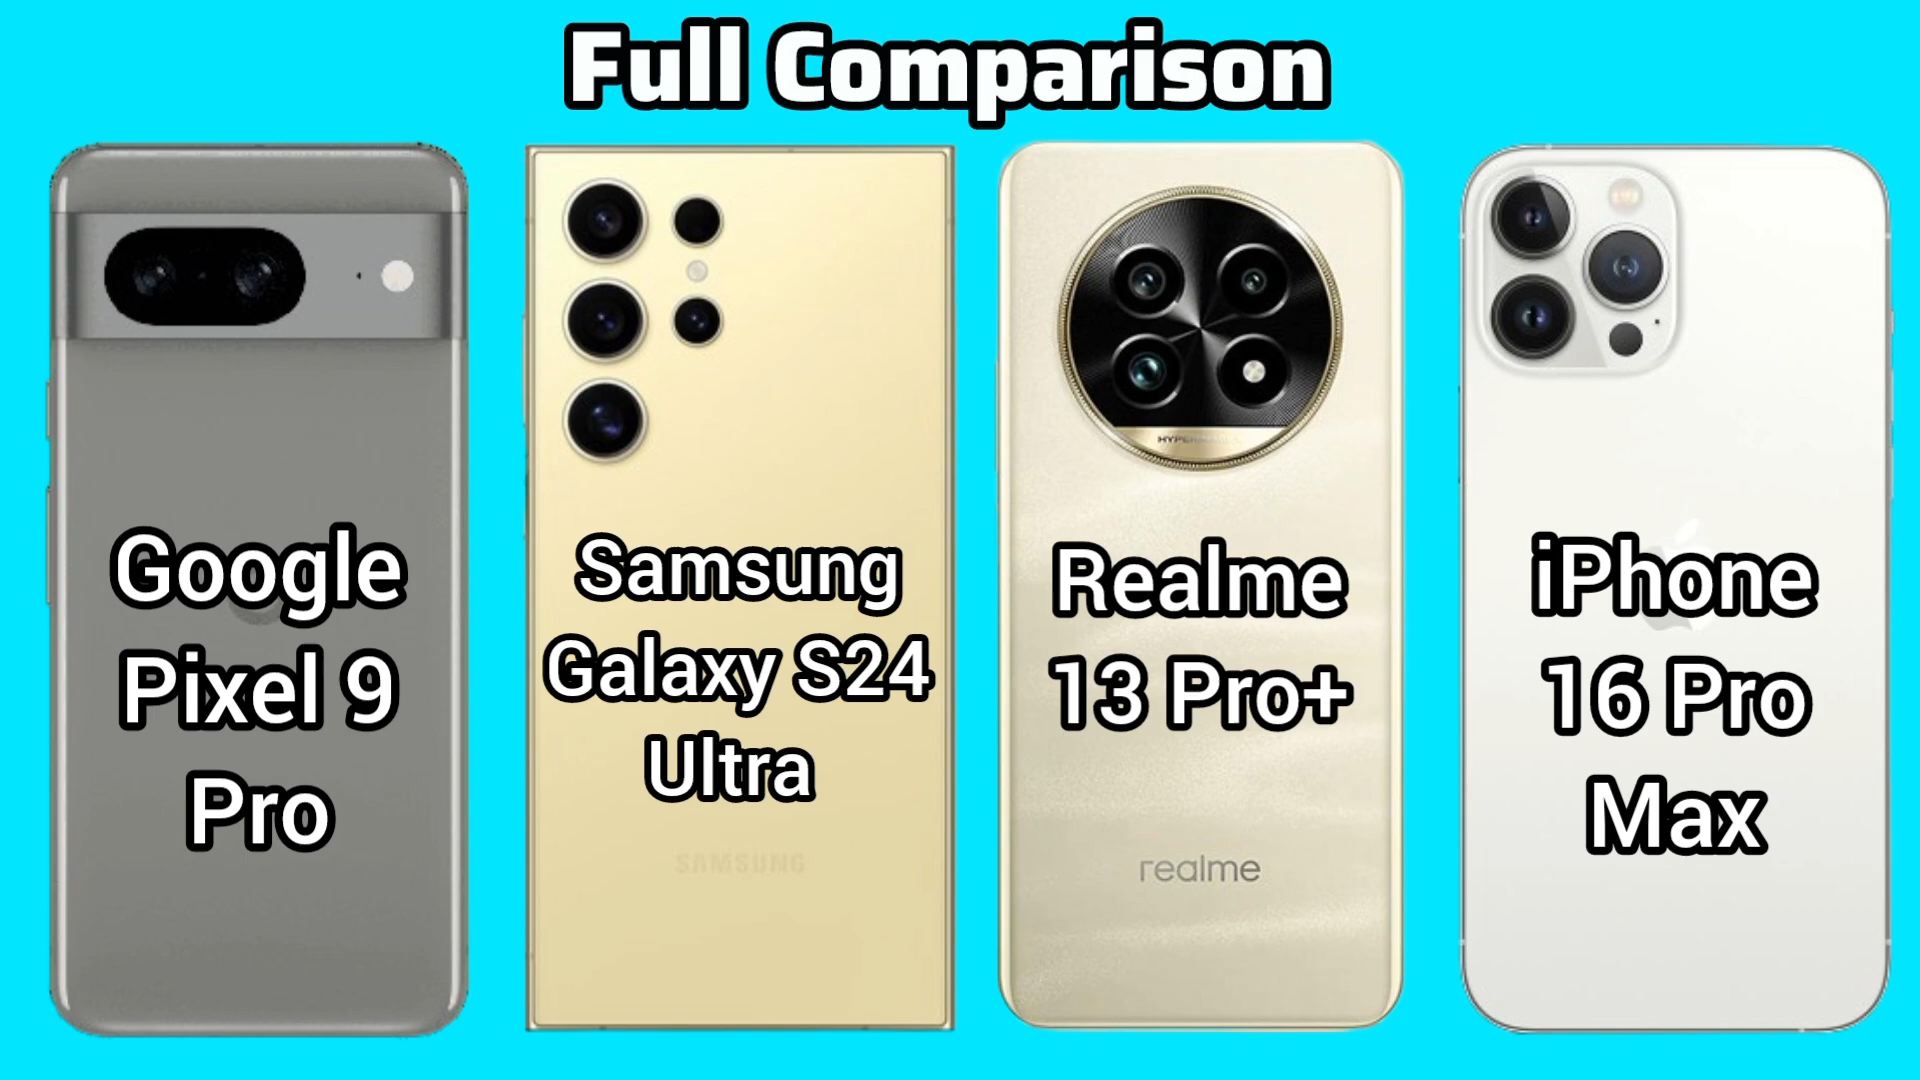 Full Comparison
Google
Pixel 9
Pro
Samsung
Galaxy S24
Ultra
SAMSUNG
Realme
13 Pro+
realme
iPhone
16 Pro
Max